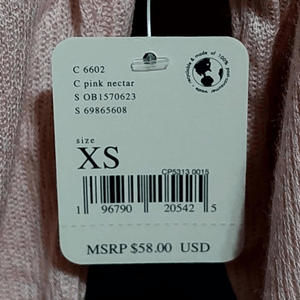 C 6602
C pink nectar
S OB1570623
S 69865608
size
XS
CP5313 0015
1 96790 20542 5
MSRP $58.00 USD